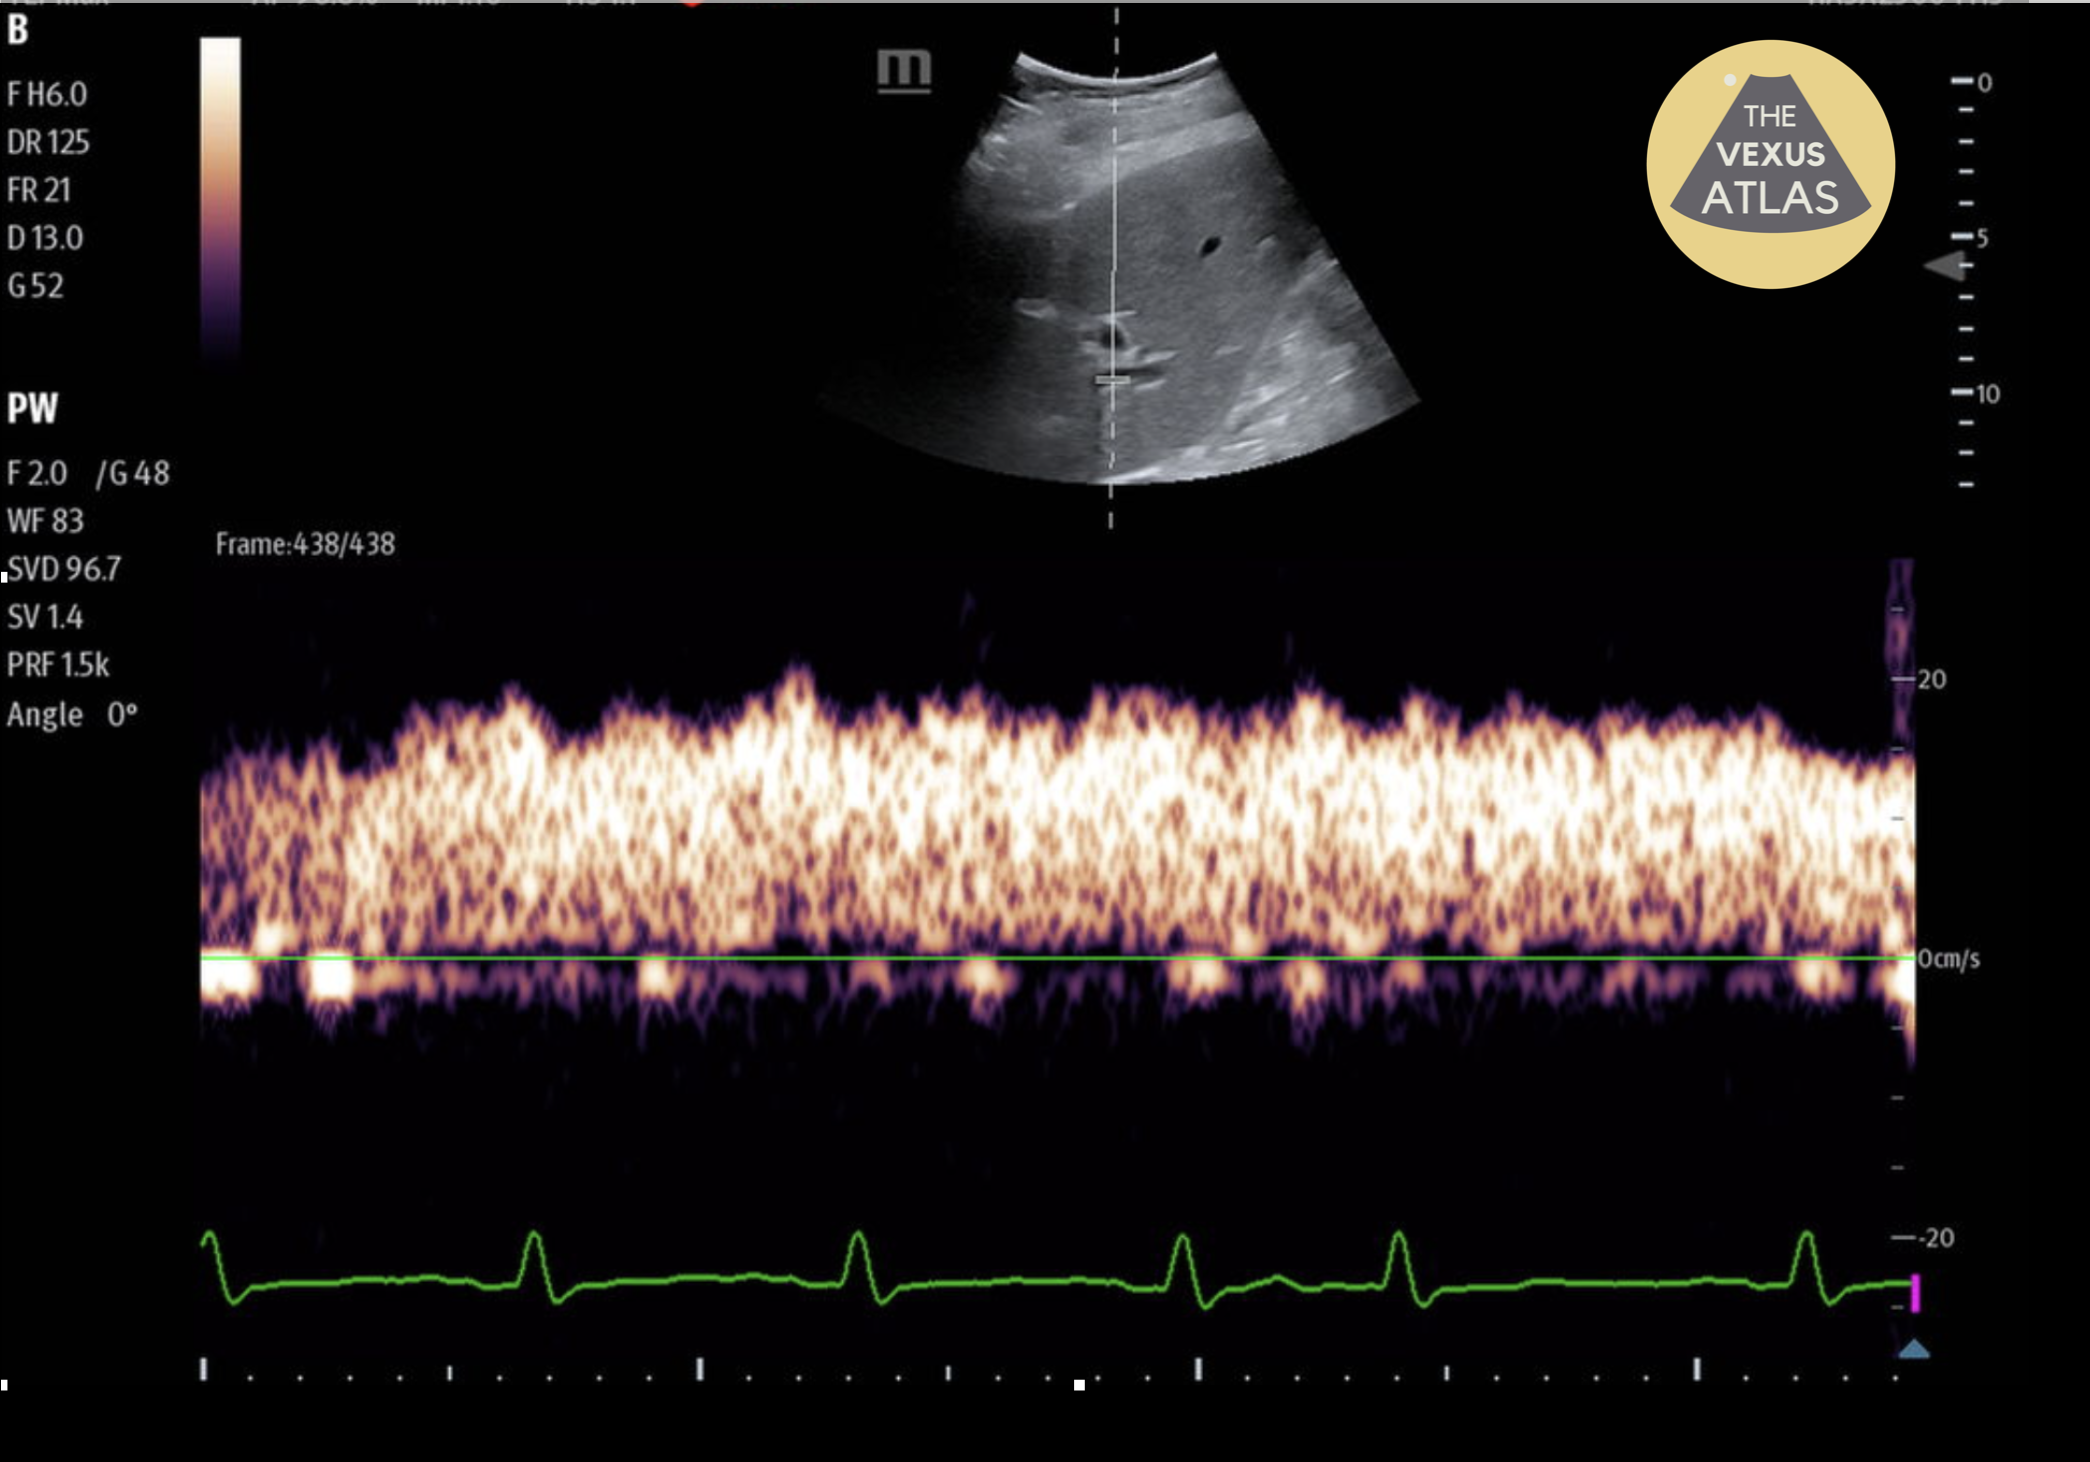 B
F H6.0
DR 125
FR 21
D 13.0
G 52
PW
F 2.0 /G 48
WF 83
SVD 96.7
SV 1.4
PRF 1.5k
Angle 0°
Frame:438/438
m
THE
VEXUS
ATLAS
0
5
10
20
0cm/s
-20